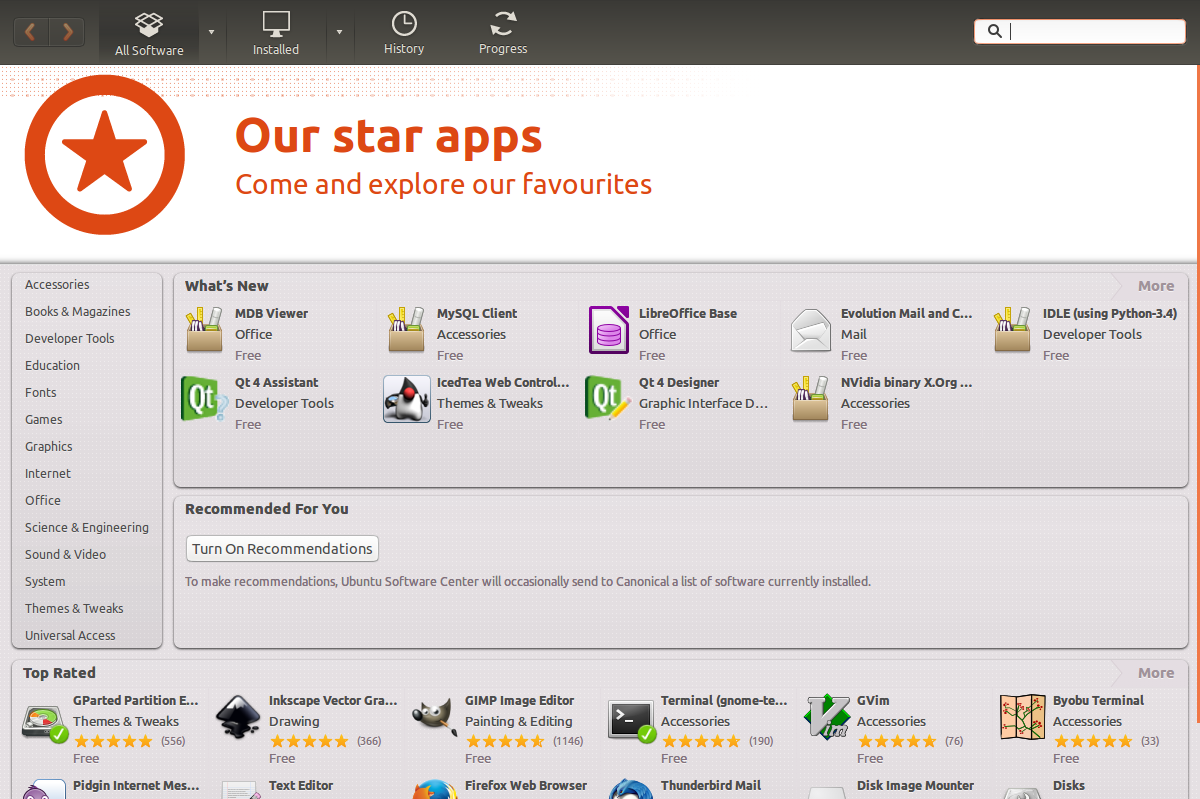 All Software
Installed
History
Progress
Our star apps
Come and explore our favourites
Accessories
Books & Magazines
Developer Tools
Education
Fonts
Games
Graphics
Internet
Office
Science & Engineering
Sound & Video
System
Themes & Tweaks
Universal Access
What's New
More
MDB Viewer
Office
Free
MySQL Client
Accessories
Free
LibreOffice Base
Office
Free
Evolution Mail and C...
Mail
Free
IDLE (using Python-3.4)
Developer Tools
Free
Qt 4 Assistant
Developer Tools
Free
IcedTea Web Control...
Themes & Tweaks
Free
Qt 4 Designer
Graphic Interface D...
Free
NVidia binary X.Org ...
Accessories
Free
Recommended For You
Turn On Recommendations
To make recommendations, Ubuntu Software Center will occasionally send to Canonical a list of software currently installed.
Top Rated
More
GParted Partition E...
Themes & Tweaks
(556)
Free
Inkscape Vector Gra...
Drawing
(366)
Free
GIMP Image Editor
Painting & Editing
(1146)
Free
Terminal (gnome-te...
Accessories
(190)
Free
GVim
Accessories
(76)
Free
Byobu Terminal
Accessories
(33)
Free
Pidgin Internet Mes...
Text Editor
Firefox Web Browser
Thunderbird Mail
Disk Image Mounter
Disks